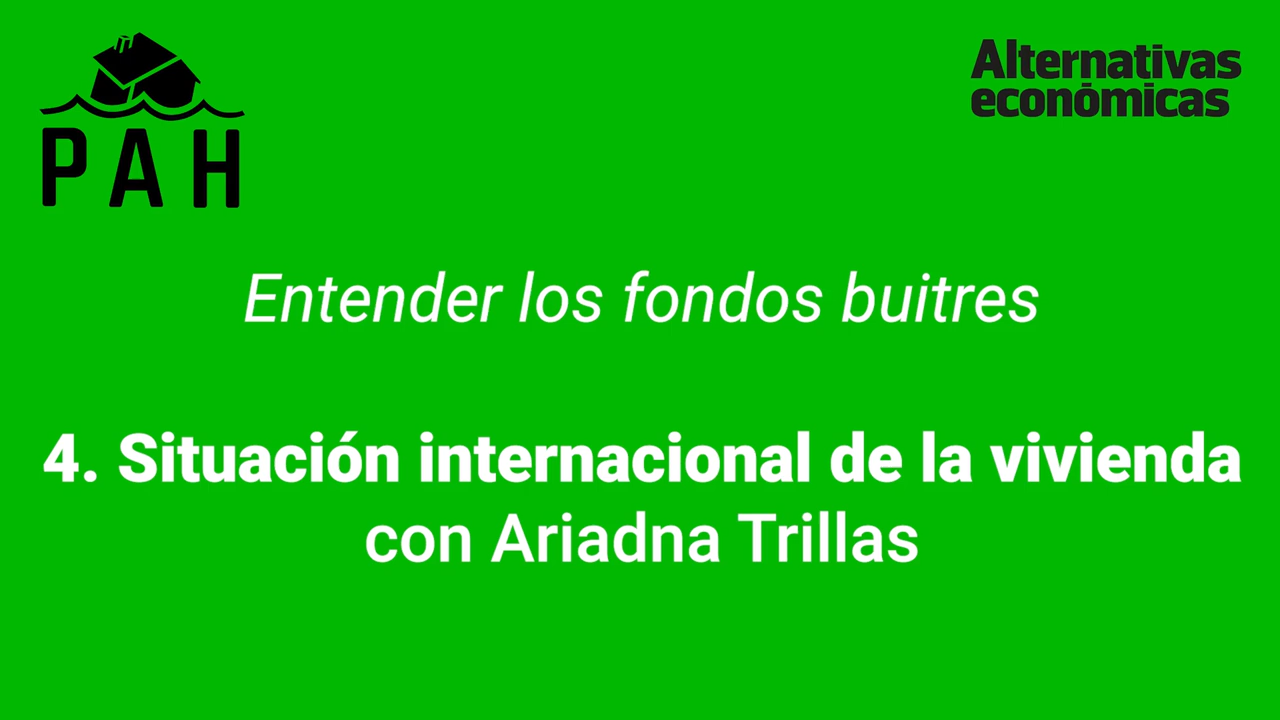 PAH
Alternativas
económicas
Entender los fondos buitres
4. Situación internacional de la vivienda
con Ariadna Trillas